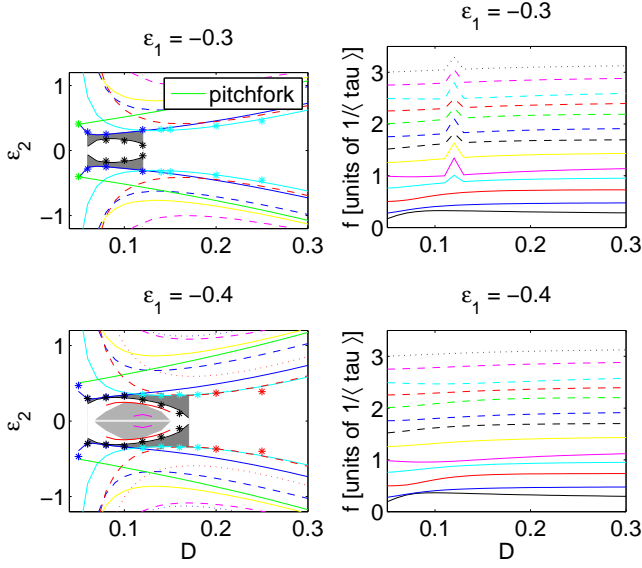 ε1 = −0.3
ε1 = −0.3
pitchfork
1
0
−1
ε2
0.1
0.2
0.3
3
2
1
0
f [units of 1/⟨ tau ⟩]
0.1
0.2
0.3
ε1 = −0.4
ε1 = −0.4
1
0
−1
ε2
0.1
0.2
0.3
D
3
2
1
0
f [units of 1/⟨ tau ⟩]
0.1
0.2
0.3
D